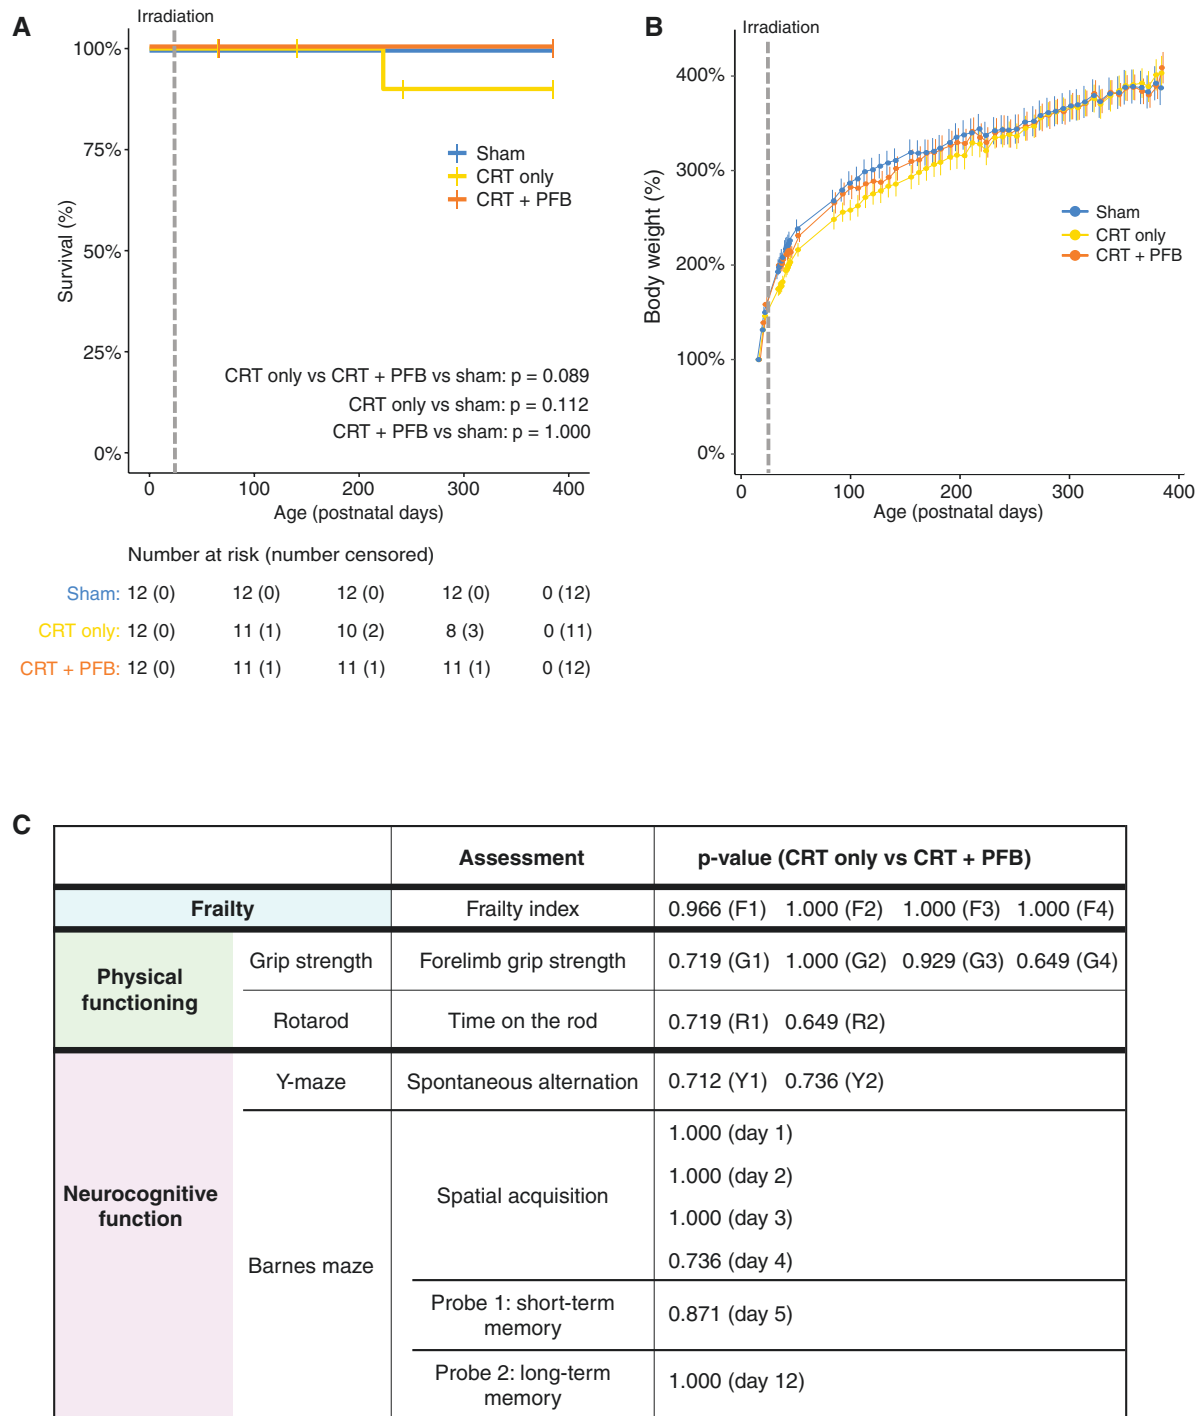 A
Irradiation
100%
75%
50%
25%
0%
Survival (%)
Sham
CRT only
CRT + PFB
CRT only vs CRT + PFB vs sham: p = 0.089
CRT only vs sham: p = 0.112
CRT + PFB vs sham: p = 1.000
0 100 200 300 400
Age (postnatal days)
Number at risk (number censored)
Sham: 12 (0) 12 (0) 12 (0) 12 (0) 0 (12)
CRT only: 12 (0) 11 (1) 10 (2) 8 (3) 0 (11)
CRT + PFB: 12 (0) 11 (1) 11 (1) 11 (1) 0 (12)
B
Irradiation
400%
300%
200%
100%
0%
Body weight (%)
Sham
CRT only
CRT + PFB
0 100 200 300 400
Age (postnatal days)
C
Assessment p-value (CRT only vs CRT + PFB)
Frailty Frailty index 0.966 (F1) 1.000 (F2) 1.000 (F3) 1.000 (F4)
Physical
functioning
Grip strength Forelimb grip strength 0.719 (G1) 1.000 (G2) 0.929 (G3) 0.649 (G4)
Rotarod Time on the rod 0.719 (R1) 0.649 (R2)
Neurocognitive
function
Y-maze Spontaneous alternation 0.712 (Y1) 0.736 (Y2)
Barnes maze
Spatial acquisition
1.000 (day 1)
1.000 (day 2)
1.000 (day 3)
0.736 (day 4)
Probe 1: short-term
memory
0.871 (day 5)
Probe 2: long-term
memory
1.000 (day 12)